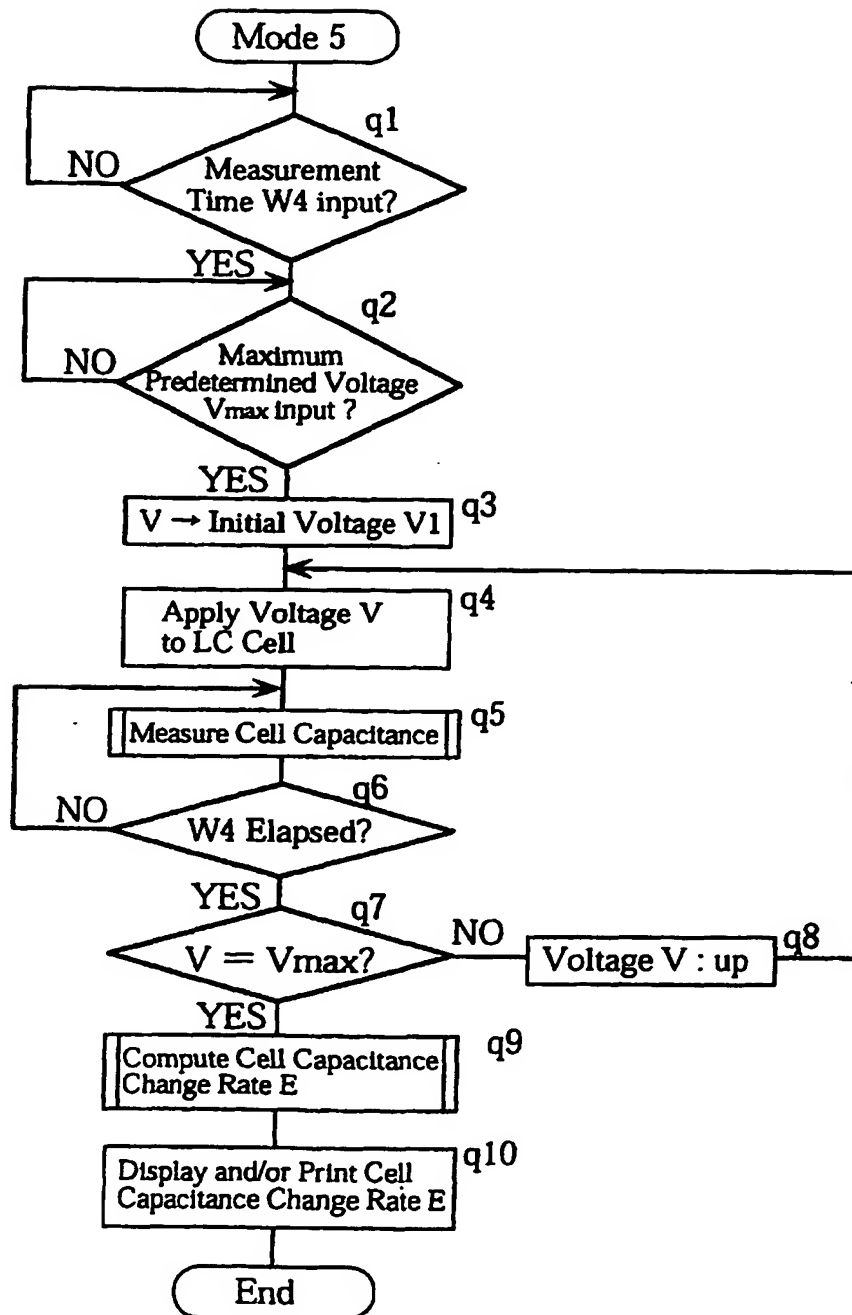 Mode 5
q1
NO
Measurement
Time W4 input?
YES
q2
NO
Maximum
Predetermined Voltage
Vmax input ?
YES
V → Initial Voltage V1
q3
Apply Voltage V
to LC Cell
q4
Measure Cell Capacitance
q5
q6
NO
W4 Elapsed?
YES
q7
V = Vmax?
NO
Voltage V : up
q8
YES
Compute Cell Capacitance
Change Rate E
q9
Display and/or Print Cell
Capacitance Change Rate E
q10
End